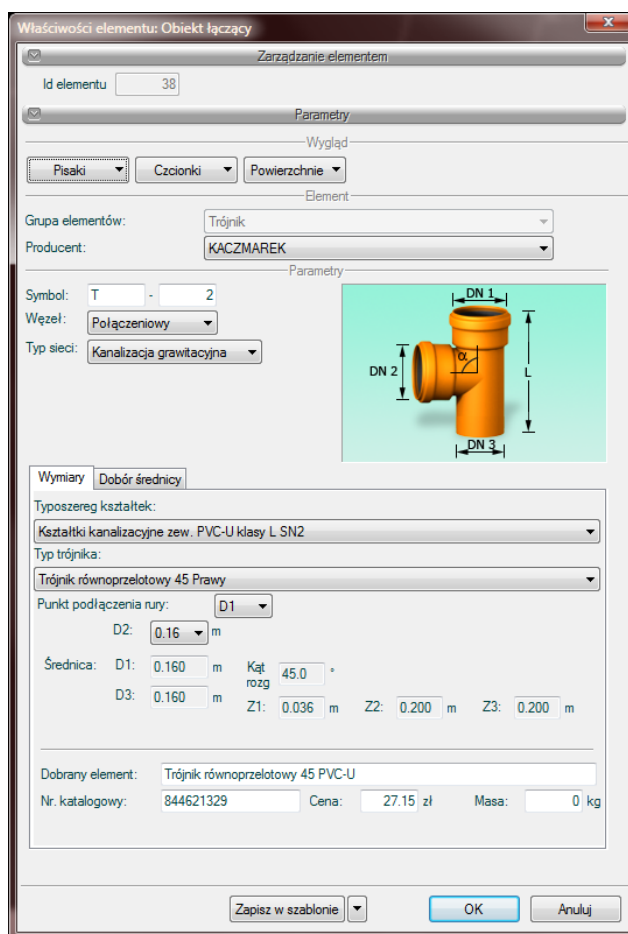 Właściwości elementu: Obiekt łączący
x
Zarządzanie elementem
Id elementu 38
Parametry
Wygląd
Pisaki Czcionki Powierzchnie
Element
Grupa elementów: Trójnik
Producent: KACZMAREK
Parametry
Symbol: T - 2
Węzeł: Połączeniowy
Typ sieci: Kanalizacja grawitacyjna
DN 1
α
DN 2
L
DN 3
Wymiary Dobór średnicy
Typoszereg kształtek:
Kształtki kanalizacyjne zew. PVC-U klasy L SN2
Typ trójnika:
Trójnik równoprzelotowy 45 Prawy
Punkt podłączenia rury: D1
D2: 0.16 m
Średnica: D1: 0.160 m Kąt rozg 45.0 °
D3: 0.160 m Z1: 0.036 m Z2: 0.200 m Z3: 0.200 m
Dobrany element: Trójnik równoprzelotowy 45 PVC-U
Nr. katalogowy: 844621329 Cena: 27.15 zł Masa: 0 kg
Zapisz w szablonie OK Anuluj